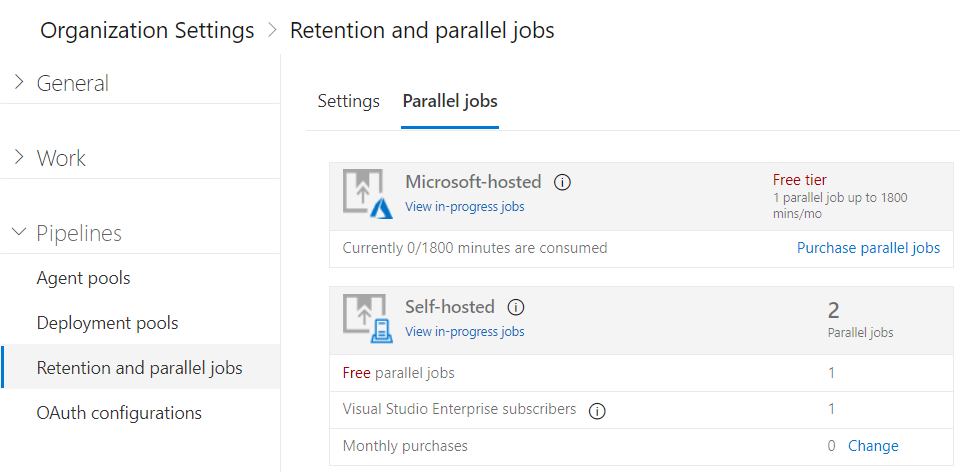 Organization Settings > Retention and parallel jobs
General
Work
Pipelines
Agent pools
Deployment pools
Retention and parallel jobs
OAuth configurations
Settings Parallel jobs
Microsoft-hosted
View in-progress jobs
Free tier
1 parallel job up to 1800
mins/mo
Currently 0/1800 minutes are consumed Purchase parallel jobs
Self-hosted
View in-progress jobs
2
Parallel jobs
Free parallel jobs 1
Visual Studio Enterprise subscribers 1
Monthly purchases 0 Change